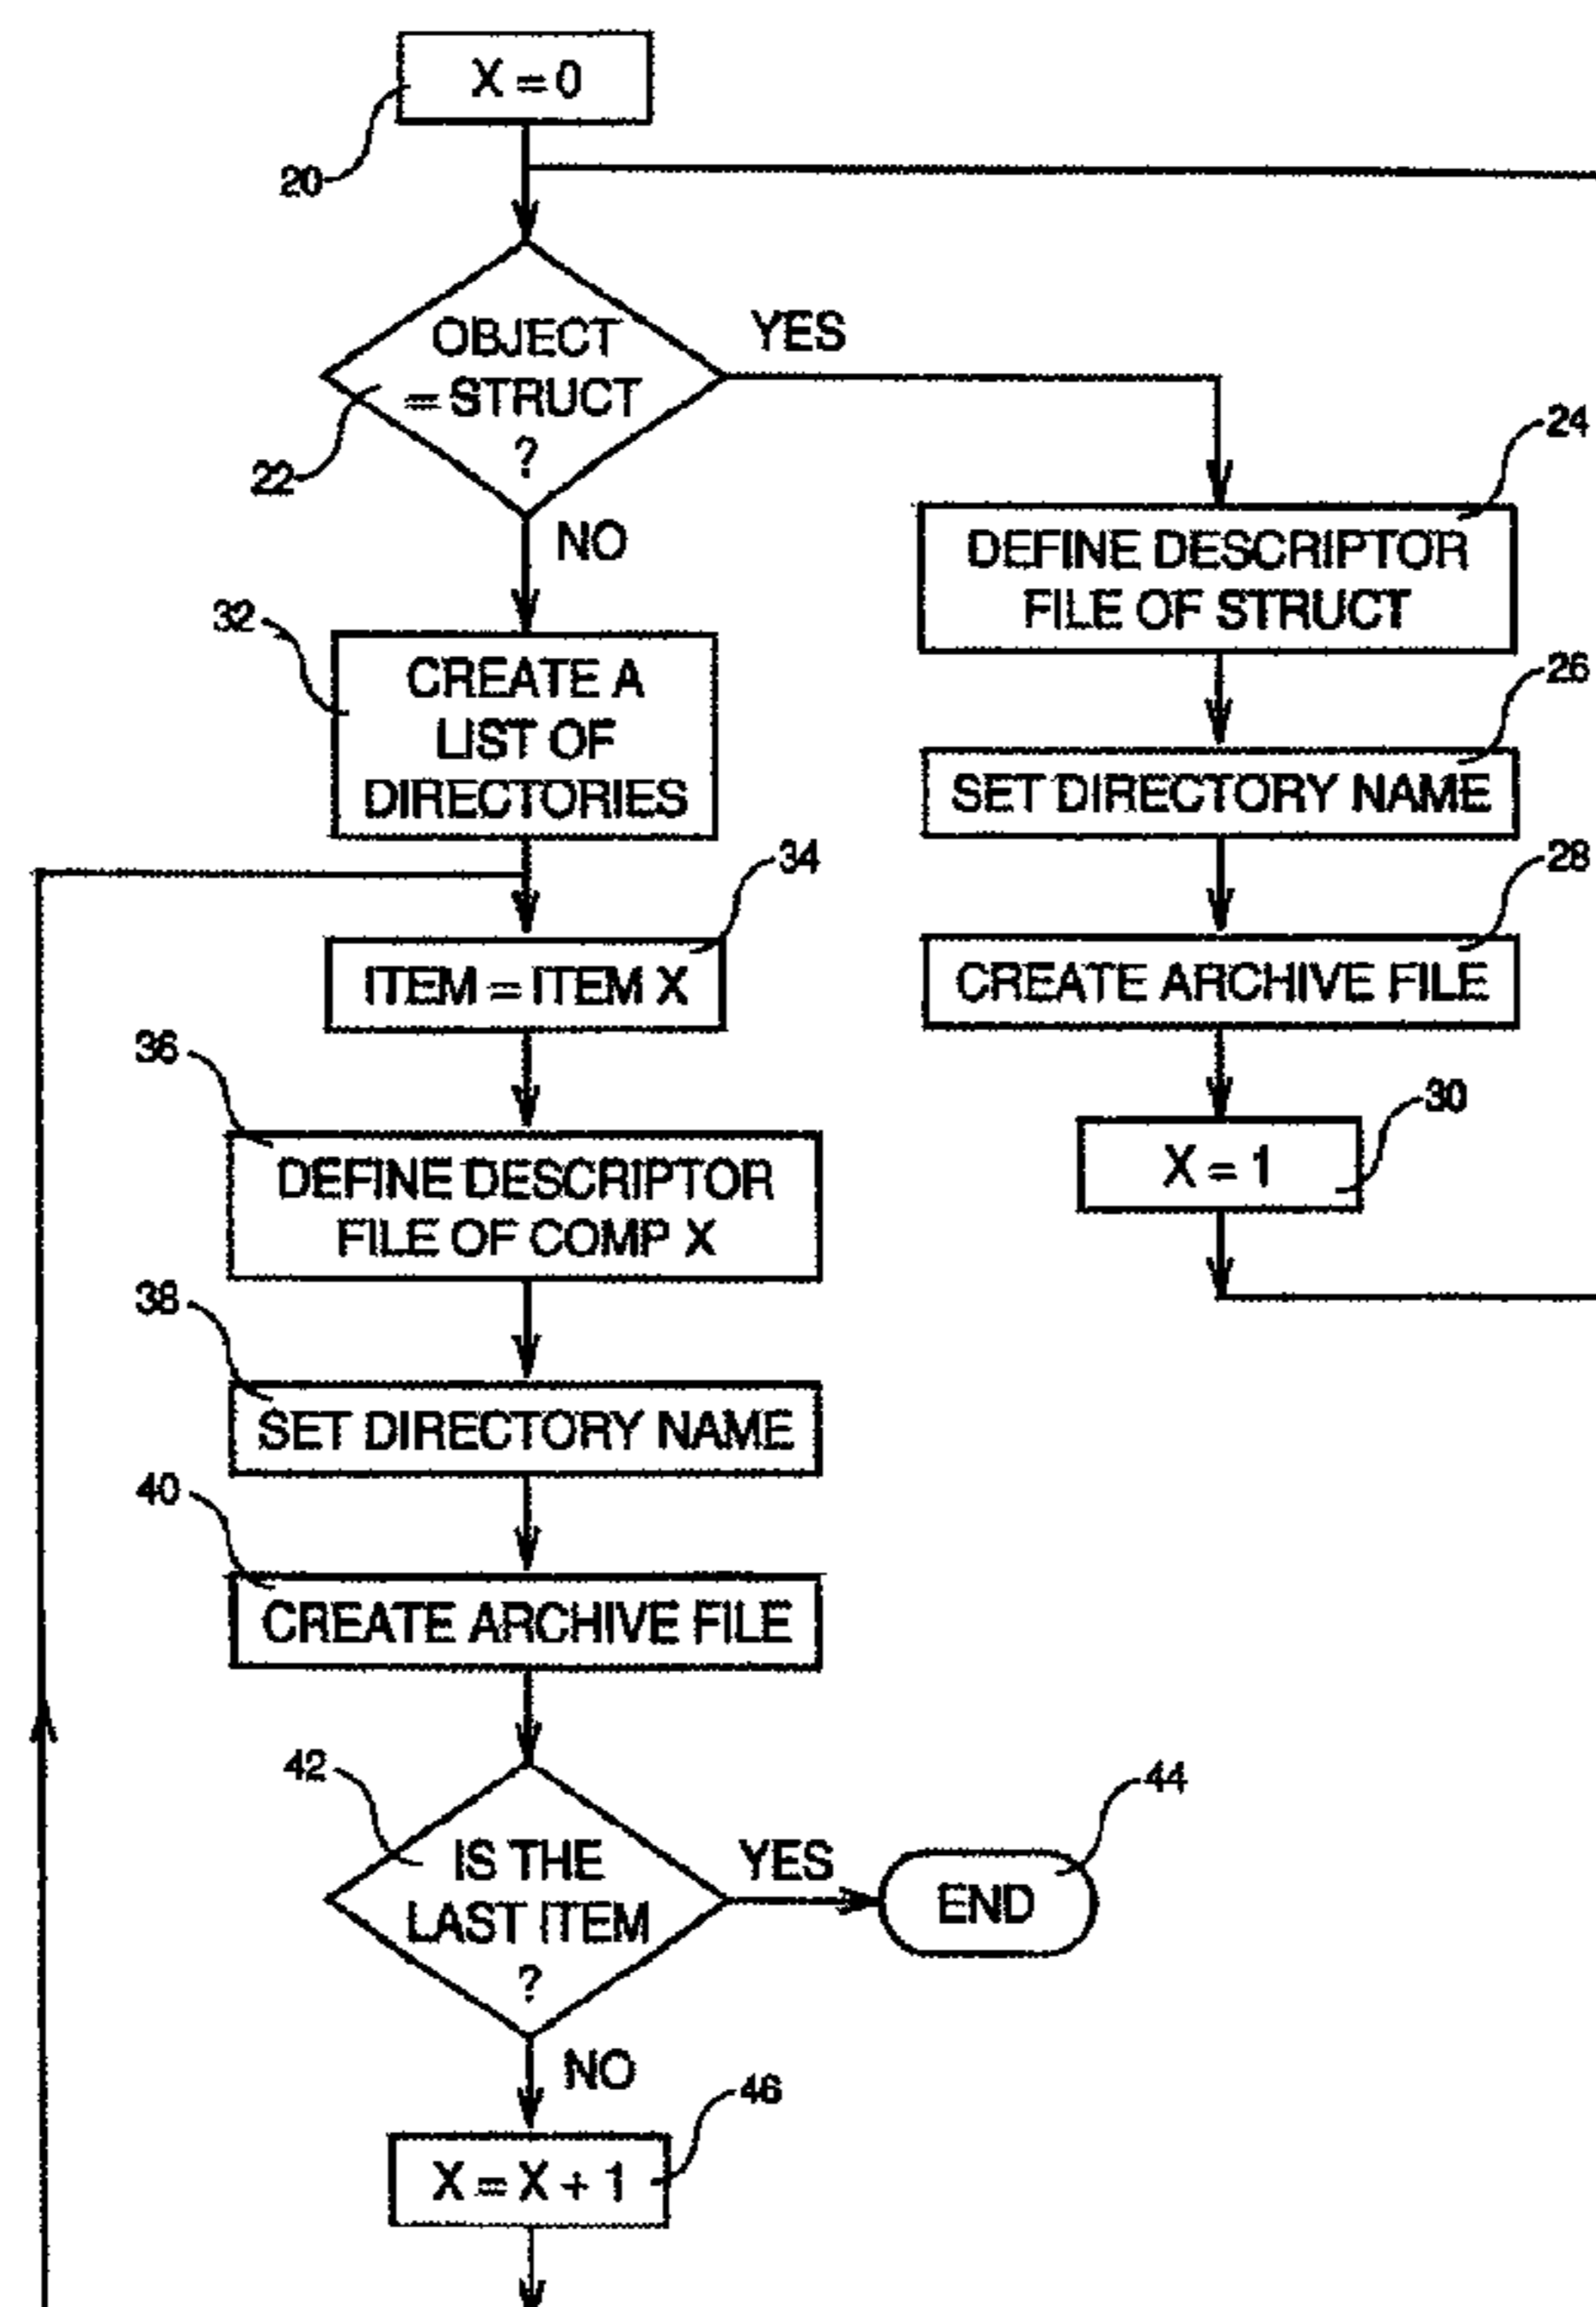 X = 0
20
OBJECT
= STRUCT
?
22
YES
NO
24
DEFINE DESCRIPTOR
FILE OF STRUCT
26
SET DIRECTORY NAME
28
CREATE ARCHIVE FILE
30
X = 1
32
CREATE A
LIST OF
DIRECTORIES
34
ITEM = ITEM X
36
DEFINE DESCRIPTOR
FILE OF COMP X
38
SET DIRECTORY NAME
40
CREATE ARCHIVE FILE
42
IS THE
LAST ITEM
?
YES
44
END
NO
46
X = X + 1